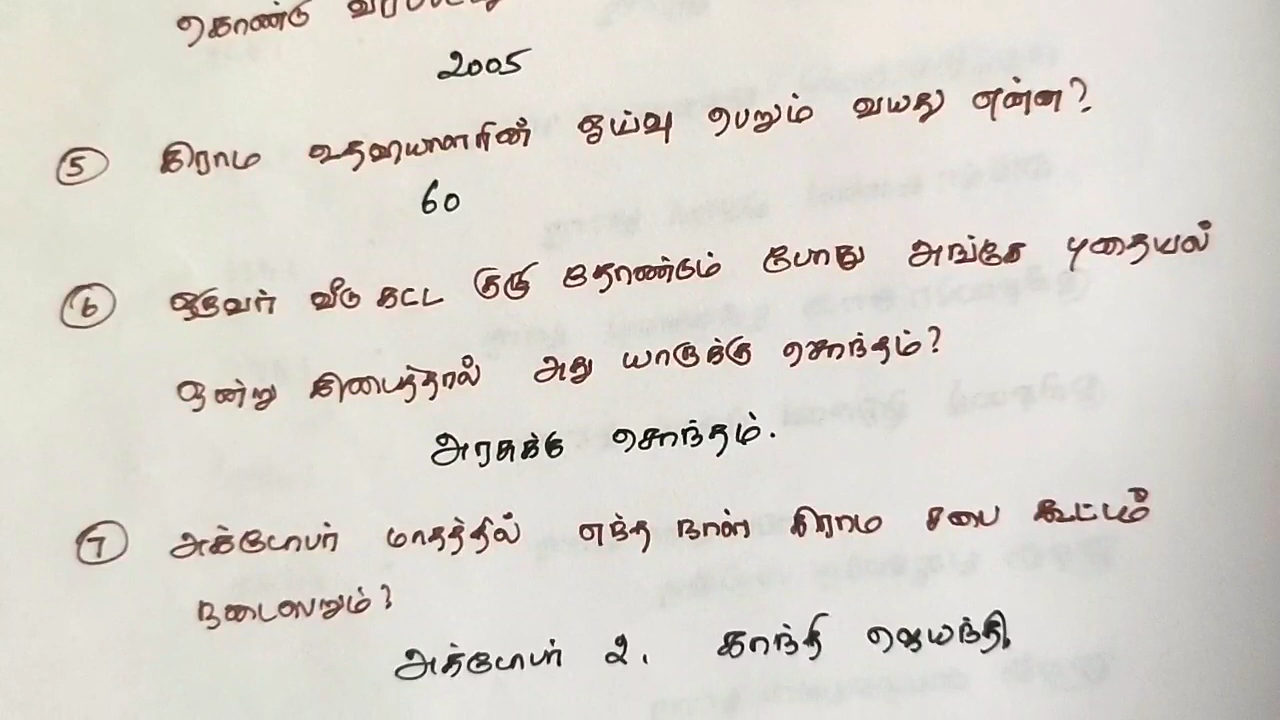 கொண்டு
2005
5 கிராம உதவியாளரின் ஓய்வு பெறும் வயது என்ன?
60
6 ஒருவர் வீடு கட்ட குழி தோண்டும் போது அங்கே புதையல்
ஒன்று கிடைத்தால் அது யாருக்கு சொந்தம்?
அரசுக்கு சொந்தம்.
7 அக்டோபர் மாதத்தில் எந்த நாள் கிராம சபை கூட்டம்
நடைபெறும்?
அக்டோபர் 2. காந்தி ஜெயந்தி.